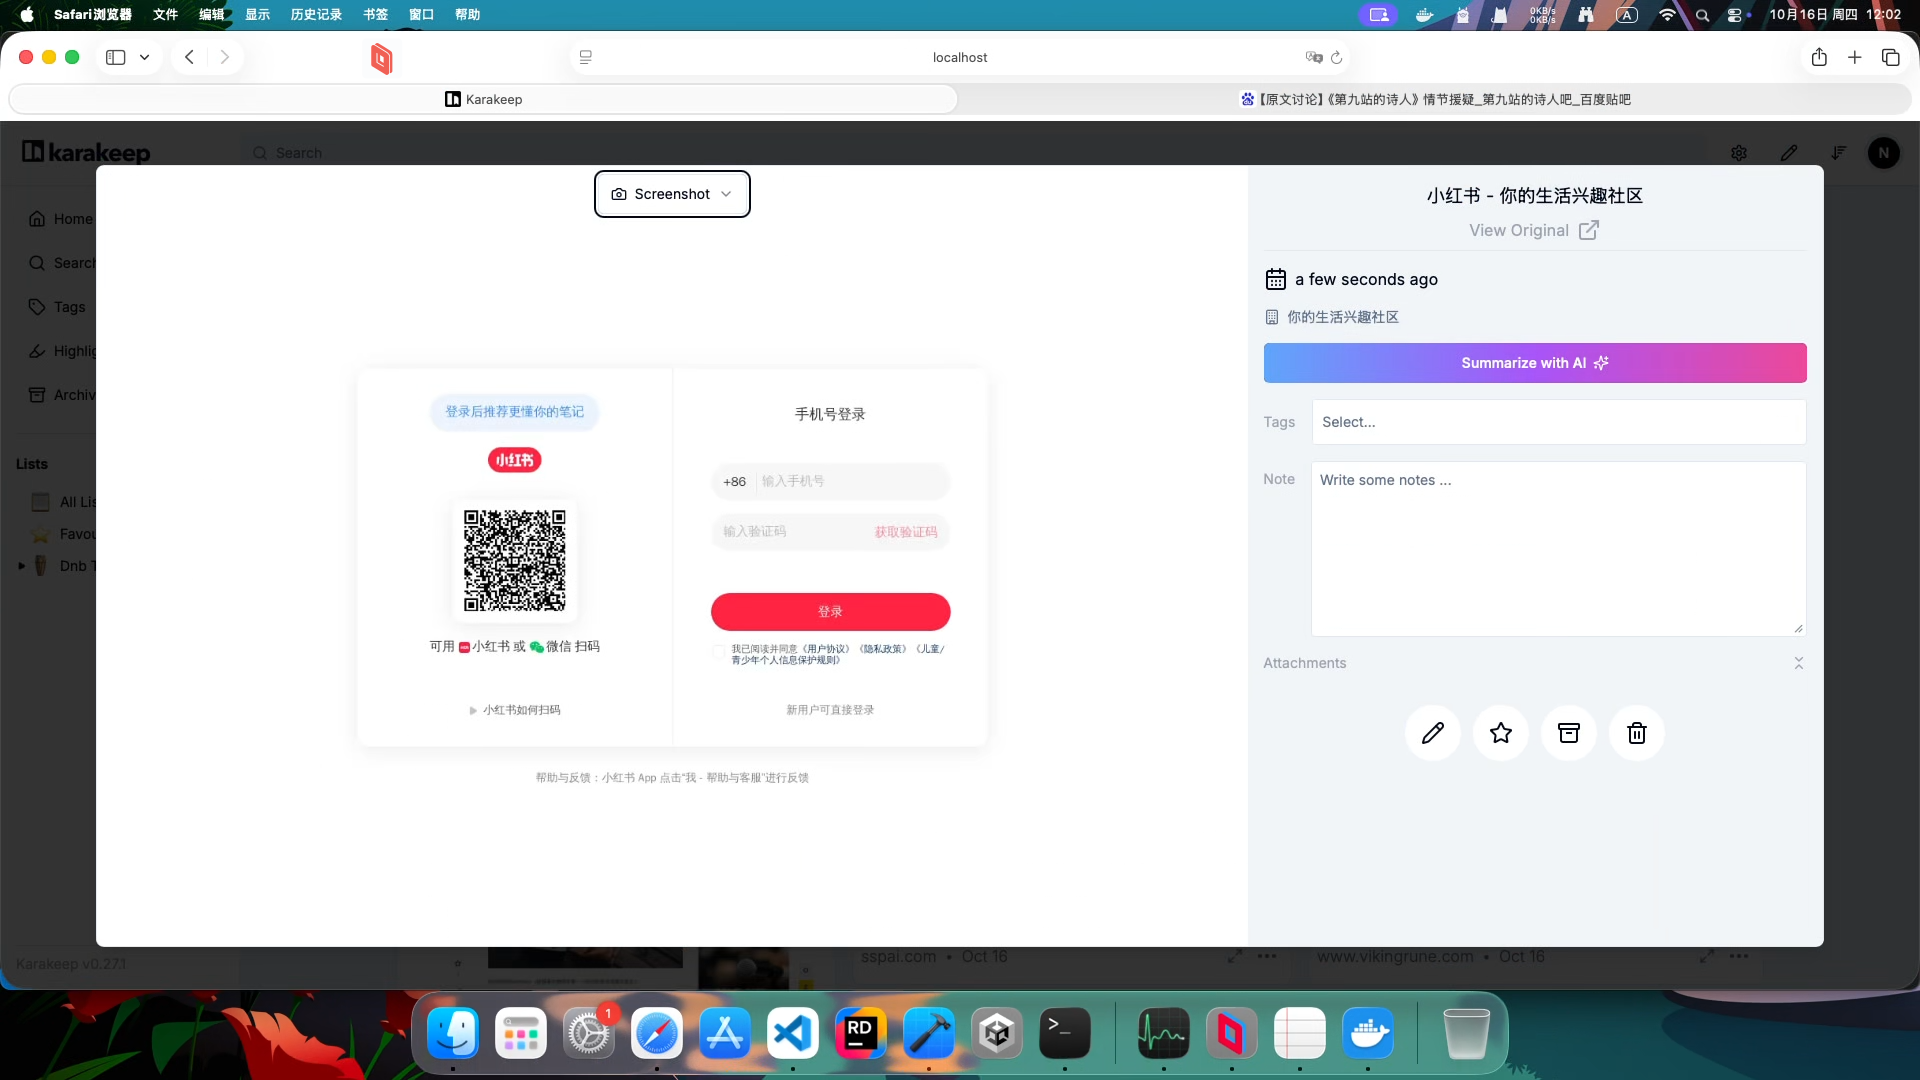 Safari浏览器 文件 编辑 显示 历史记录 书签 窗口 帮助
0KB/s
0KB/s
A
10月16日 周四 12:02
localhost
Karakeep
【原文讨论】《第九站的诗人》情节援疑_第九站的诗人吧_百度贴吧
karakeep
Search
N
Home
Search
Tags
Highlig
Archiv
Lists
All Lis
Favou
Dnb T
Karakeep v0.27.1
Screenshot
登录后推荐更懂你的笔记
小红书
可用 小红书 或 微信 扫码
小红书如何扫码
手机号登录
+86 输入手机号
输入验证码 获取验证码
登录
我已阅读并同意《用户协议》《隐私政策》《儿童/
青少年个人信息保护规则》
新用户可直接登录
帮助与反馈：小红书 App 点击“我 - 帮助与客服”进行反馈
小红书 - 你的生活兴趣社区
View Original
a few seconds ago
你的生活兴趣社区
Summarize with AI
Tags
Select...
Note
Write some notes ...
Attachments
sspai.com • Oct 16
www.vikingrune.com • Oct 16
1
RD
>_